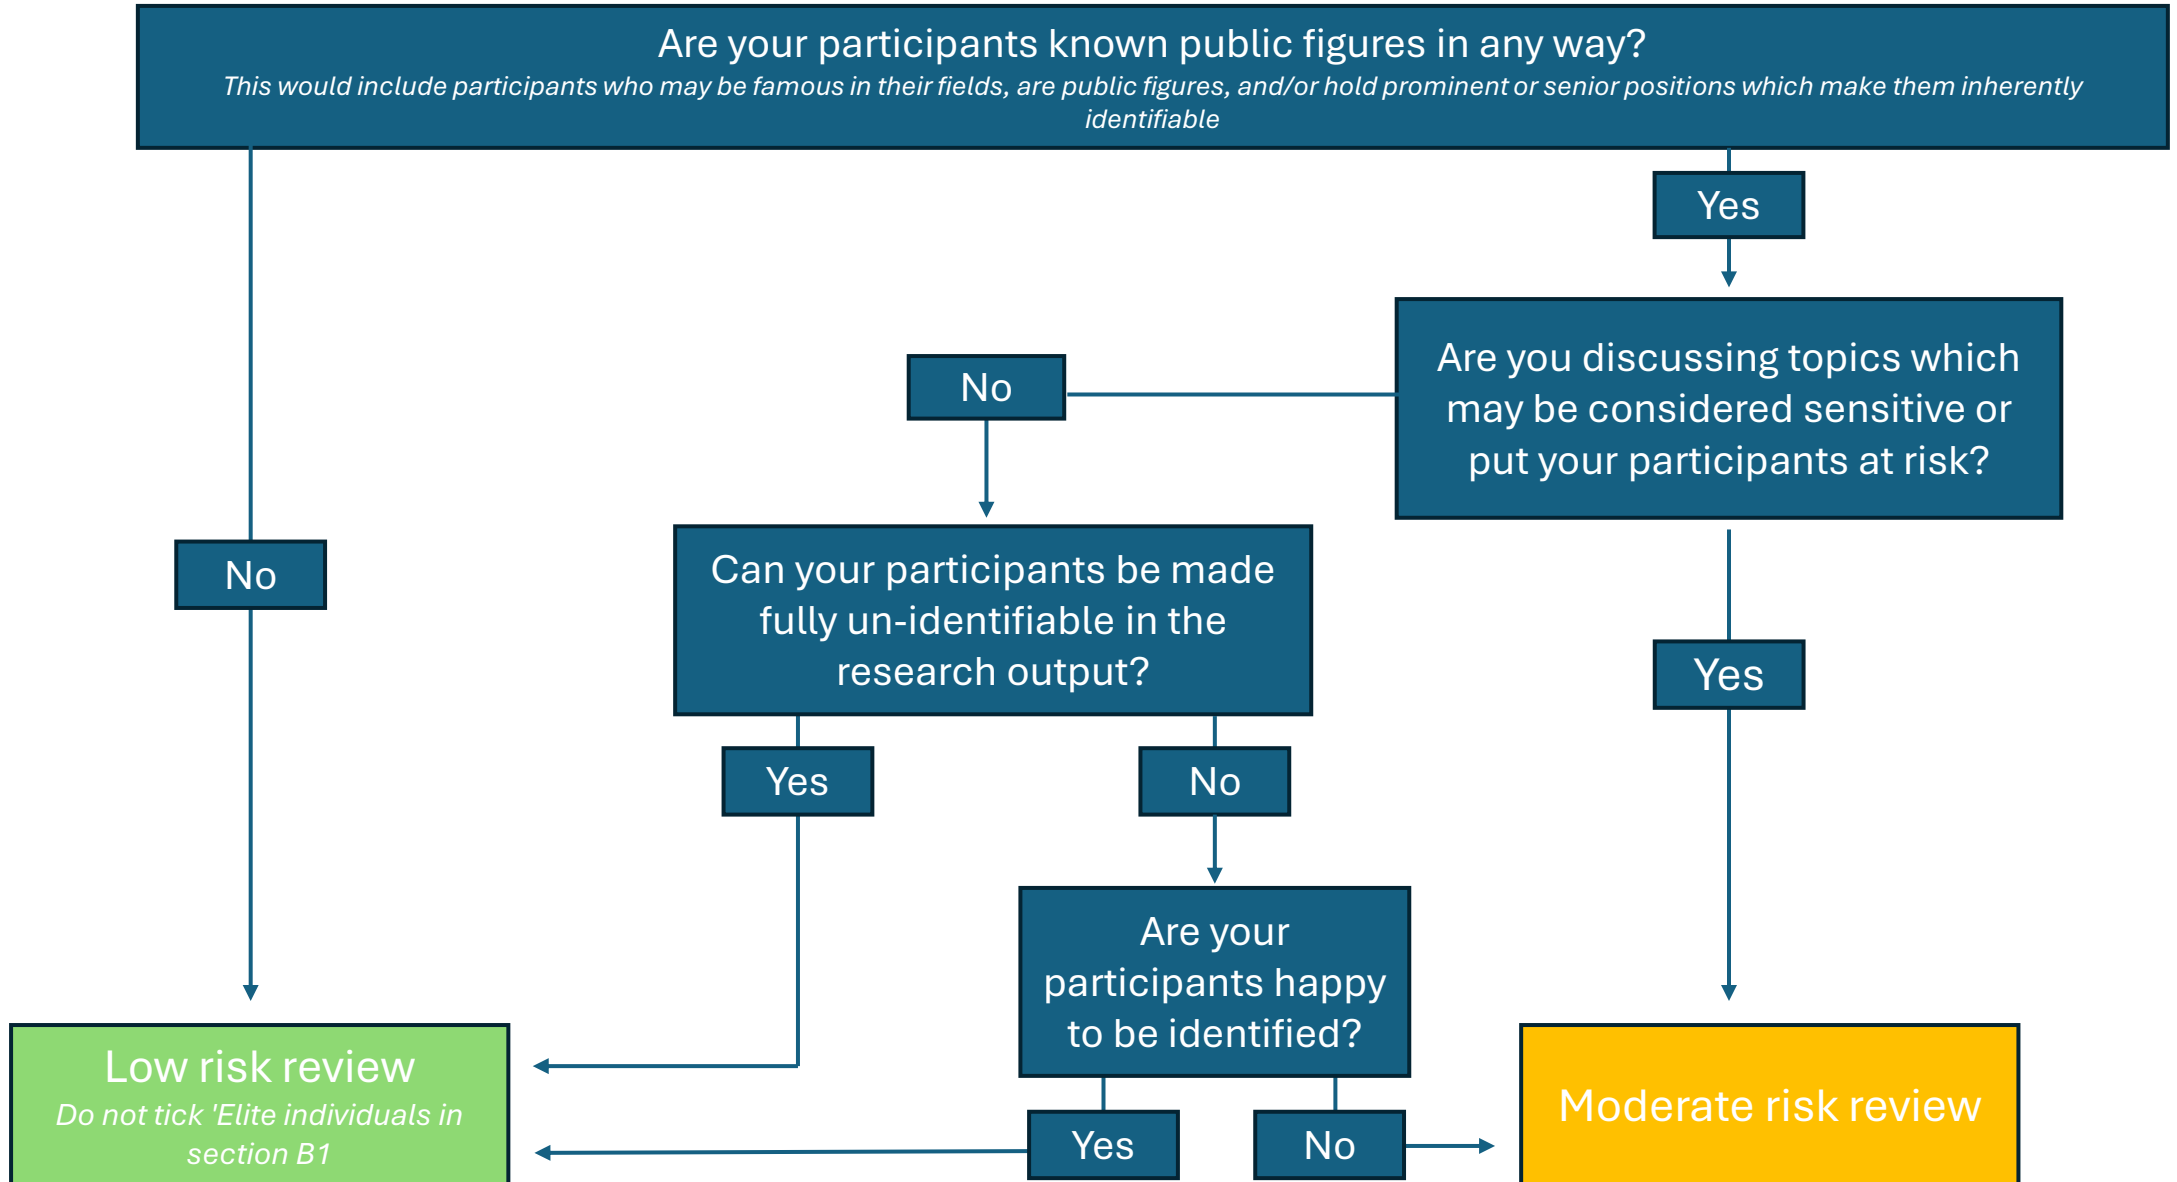 Are your participants known public figures in any way?
This would include participants who may be famous in their fields, are public figures, and/or hold prominent or senior positions which make them inherently
identifiable
Yes
Are you discussing topics which
may be considered sensitive or
put your participants at risk?
No
No
Can your participants be made
fully un-identifiable in the
research output?
Yes
Yes
No
Are your
participants happy
to be identified?
Low risk review
Do not tick 'Elite individuals in
section B1
Yes
No
Moderate risk review